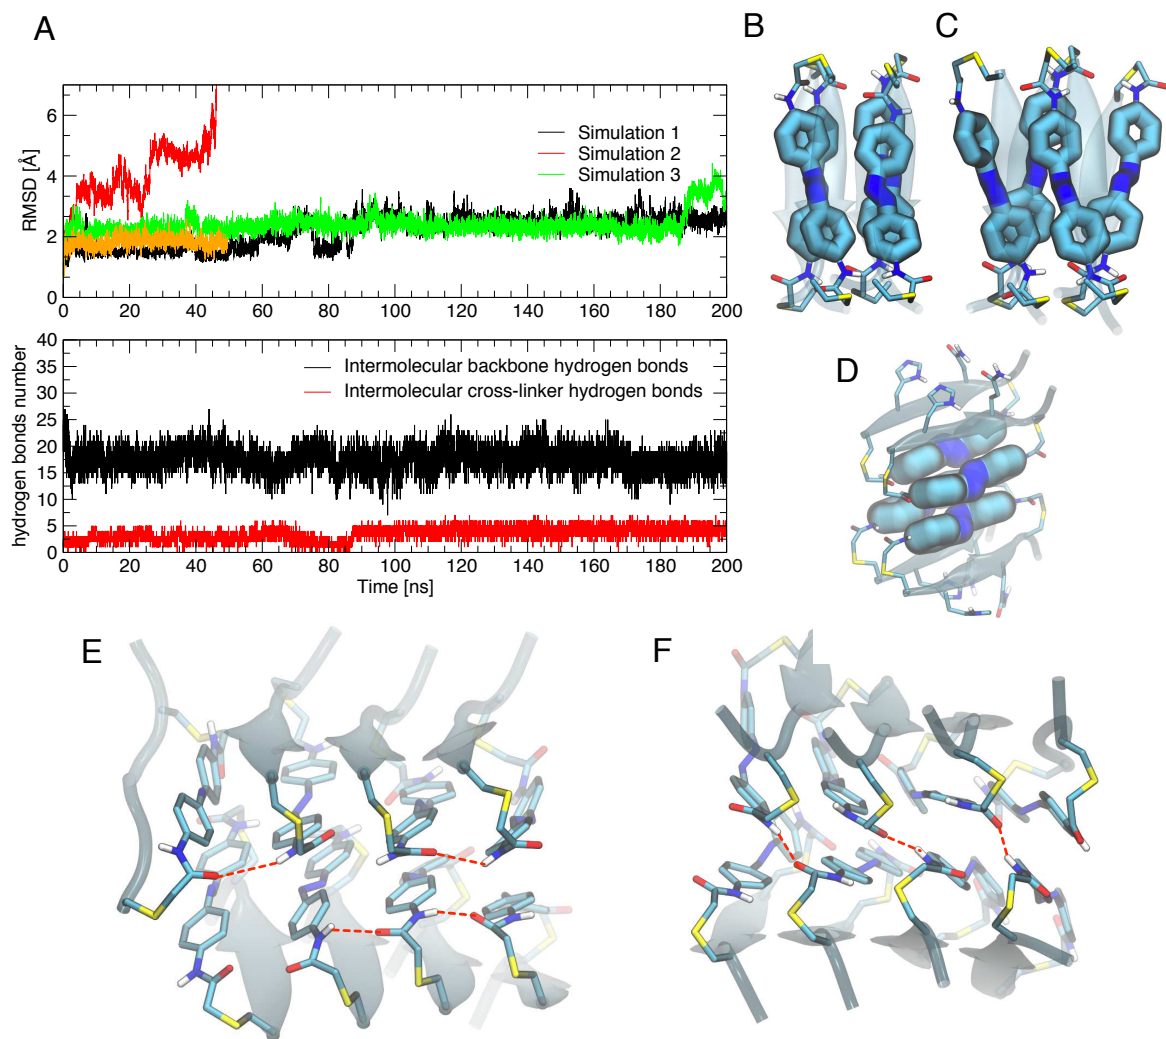 A
B
C
RMSD [Å]
6
4
2
0
Simulation 1
Simulation 2
Simulation 3
0 20 40 60 80 100 120 140 160 180 200
hydrogen bonds number
40
35
30
25
20
15
10
5
0
Intermolecular backbone hydrogen bonds
Intermolecular cross-linker hydrogen bonds
0 20 40 60 80 100 120 140 160 180 200
Time [ns]
D
E
F